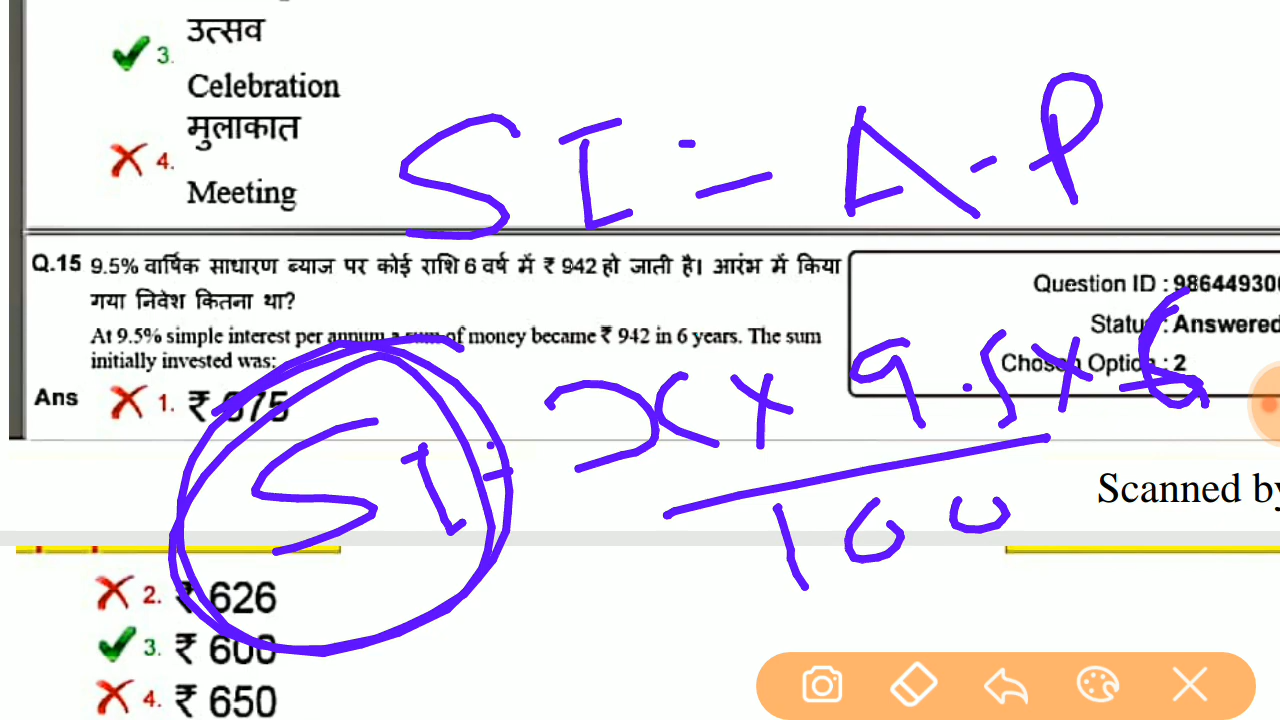 उत्सव
3.
Celebration
मुलाकात
4.
Meeting
SI = A - P
Q.15 9.5% वार्षिक साधारण ब्याज पर कोई राशि 6 वर्ष में ₹ 942 हो जाती है। आरंभ में किया
गया निवेश कितना था?
At 9.5% simple interest per annum a sum of money became ₹ 942 in 6 years. The sum
initially invested was:
Question ID : 986449300
Status : Answered
Chosen Option : 2
Ans 1. ₹ 675
SI = x × 9.5 × 6
100
Scanned by
2. ₹ 626
3. ₹ 600
4. ₹ 650